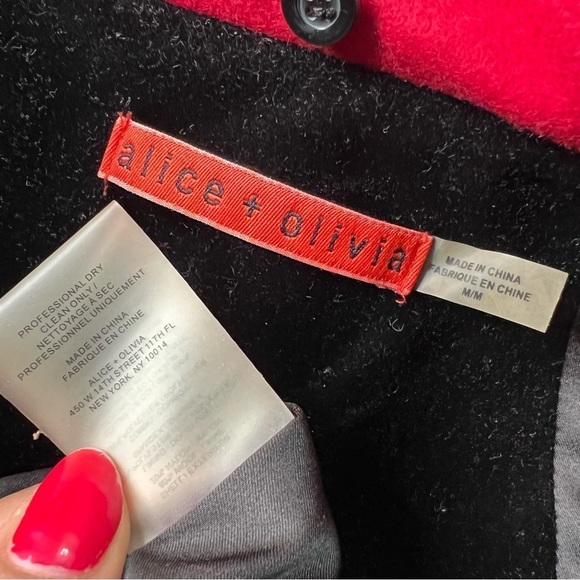 alice + olivia
MADE IN CHINA
FABRIQUE EN CHINE
M/M
PROFESSIONAL DRY
CLEAN ONLY/
NETTOYAGE A SEC
PROFESSIONNEL UNIQUEMENT
MADE IN CHINA
FABRIQUE EN CHINE
ALICE + OLIVIA
450 W 14TH STREET 11TH FL
NEW YORK, NY 10014